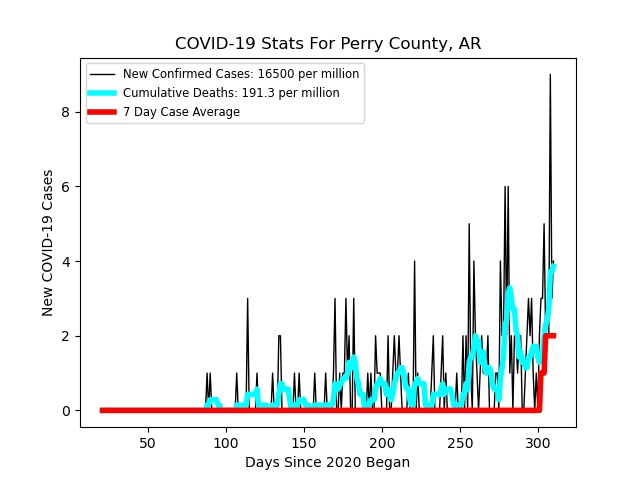 COVID-19 Stats For Perry County, AR
New Confirmed Cases: 16500 per million
Cumulative Deaths: 191.3 per million
7 Day Case Average
New COVID-19 Cases
8
6
4
2
0
50 100 150 200 250 300
Days Since 2020 Began